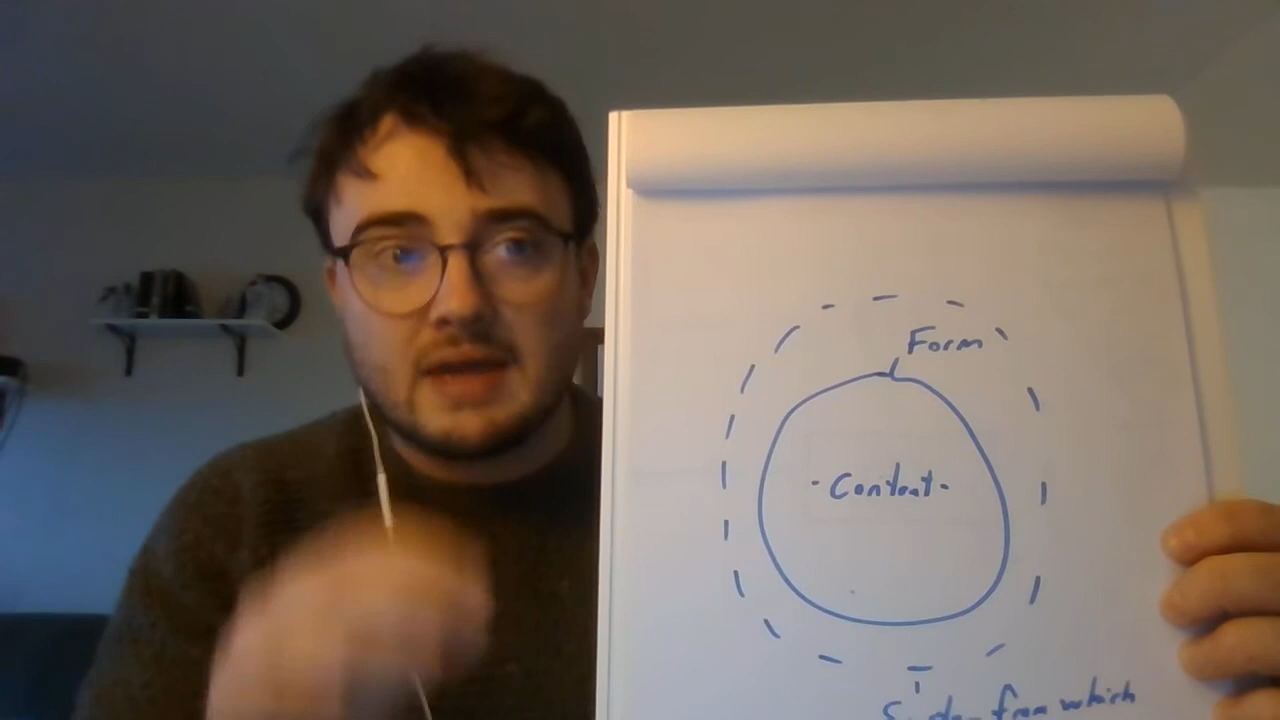 Form
- Content -
from which